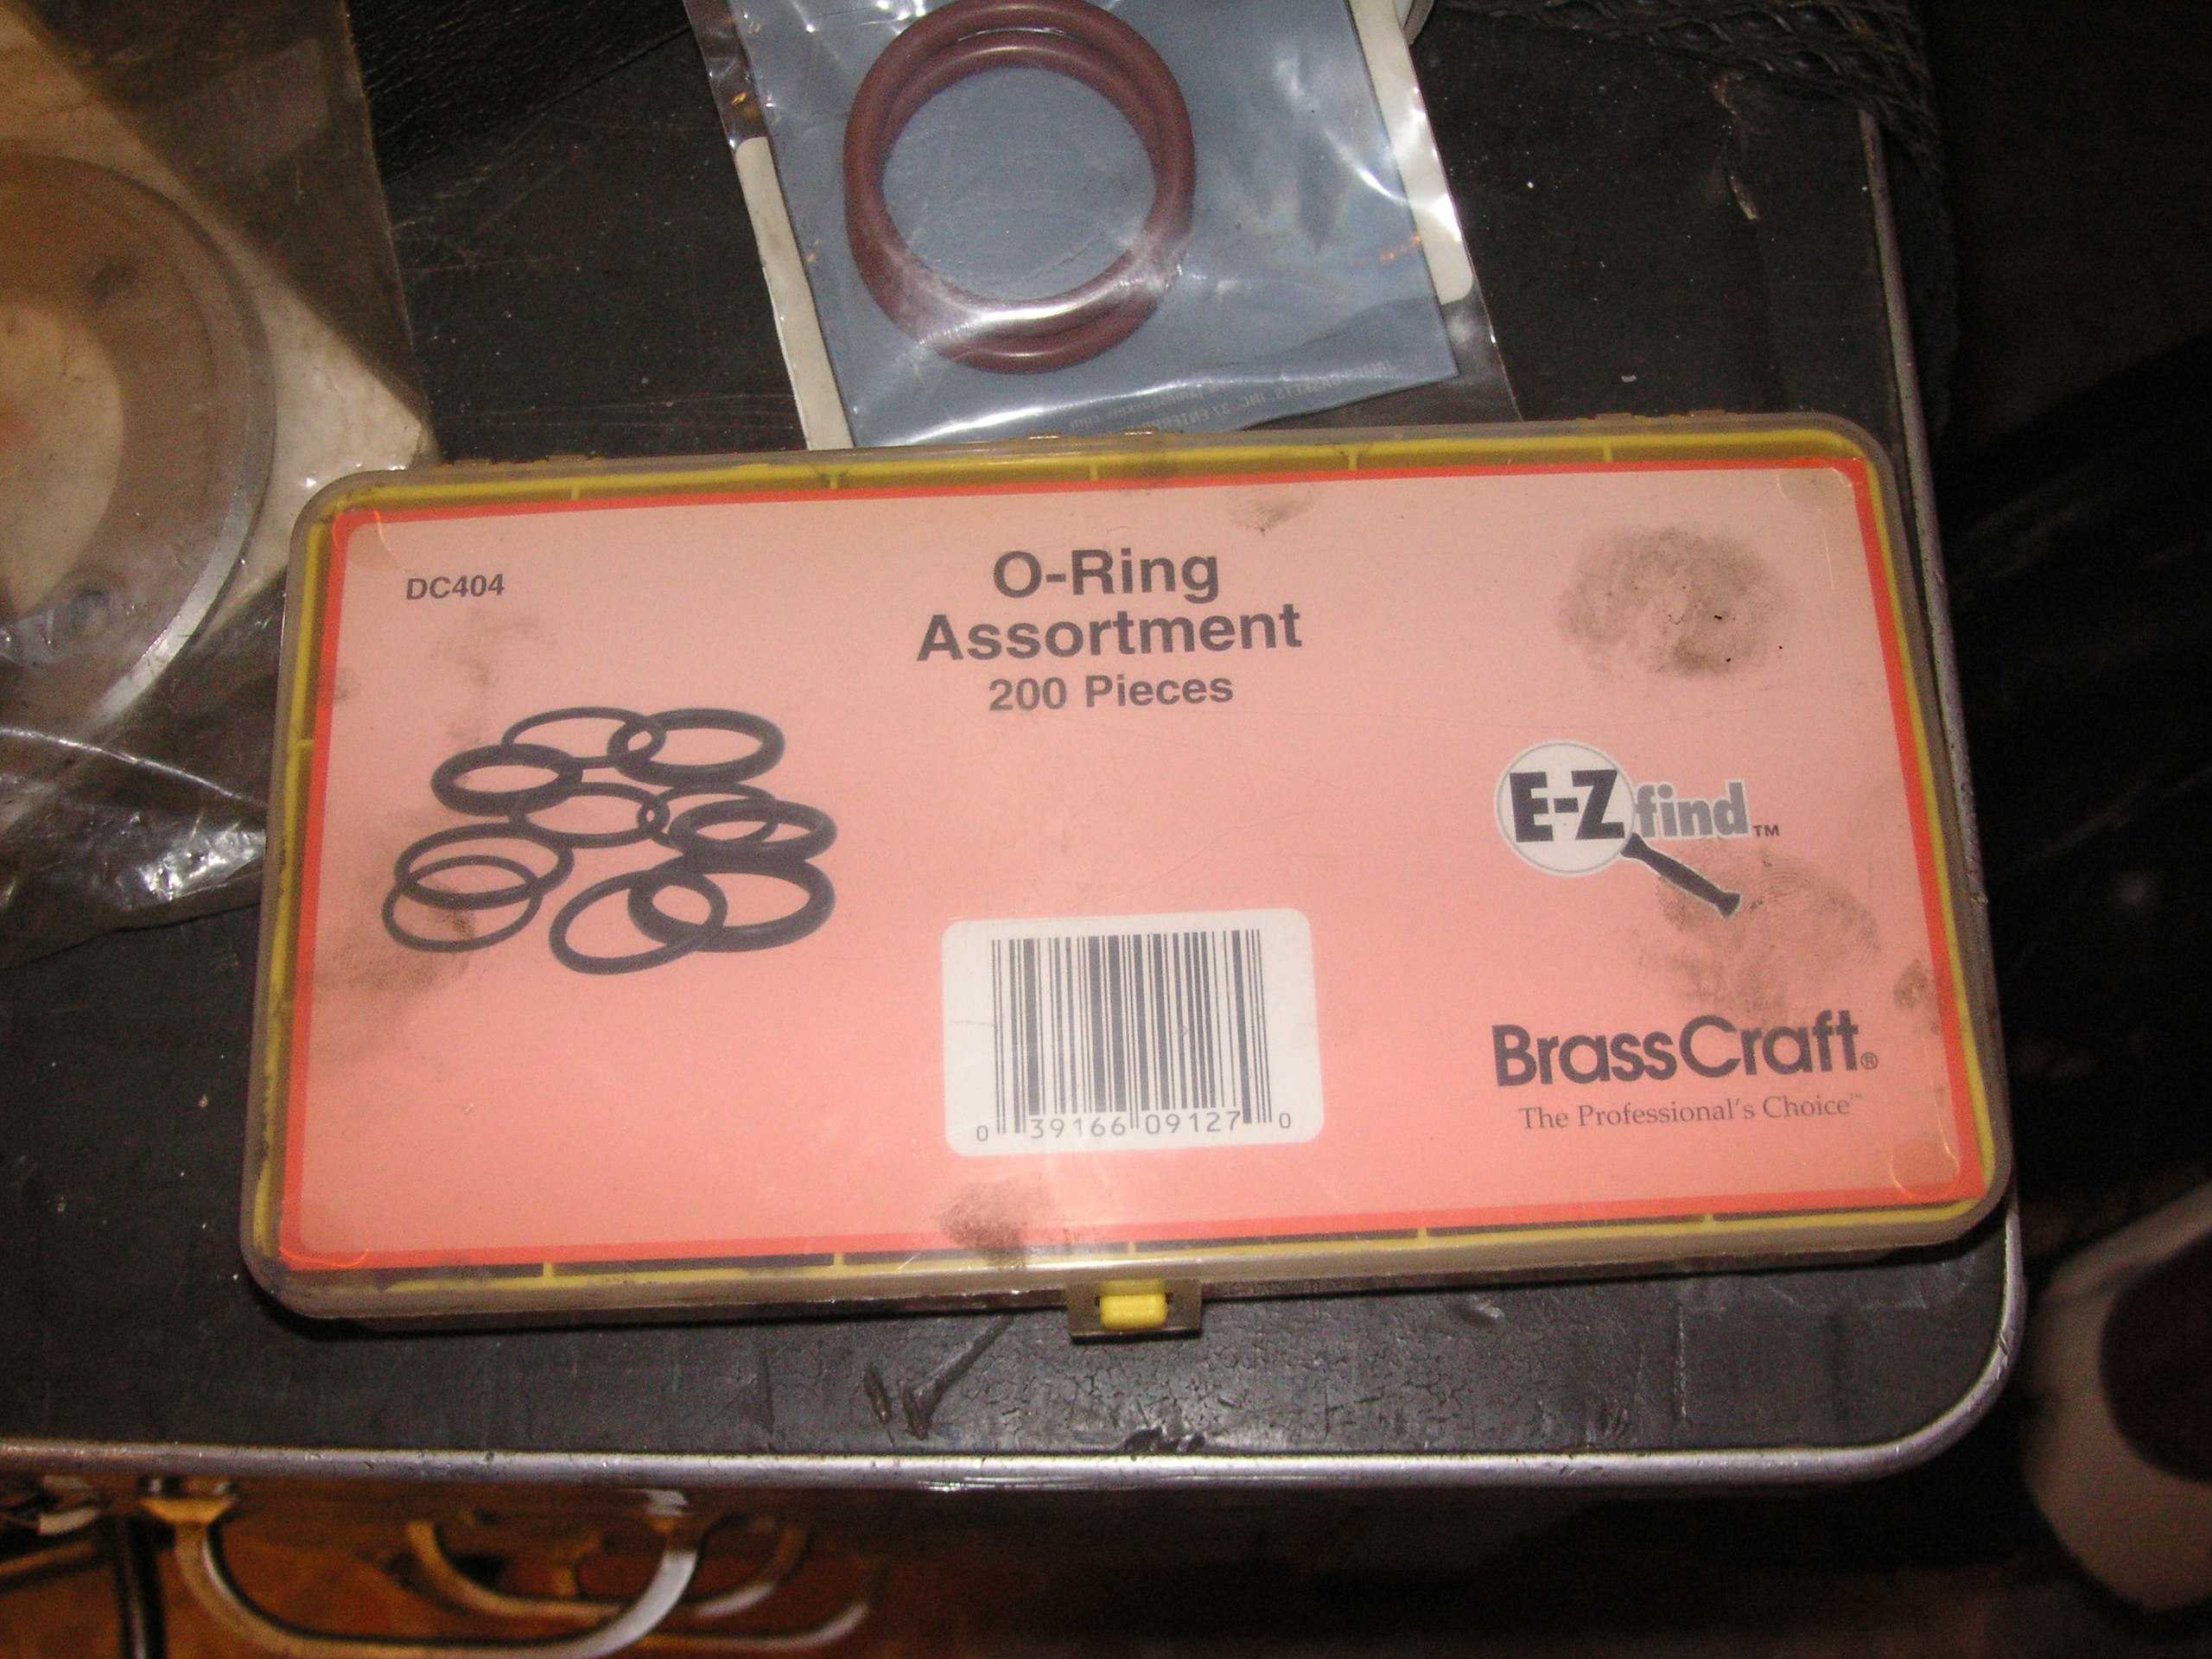 DC404
O-Ring
Assortment
200 Pieces
E-Z find™
BrassCraft®
The Professional's Choice™
0 39166 09127 0